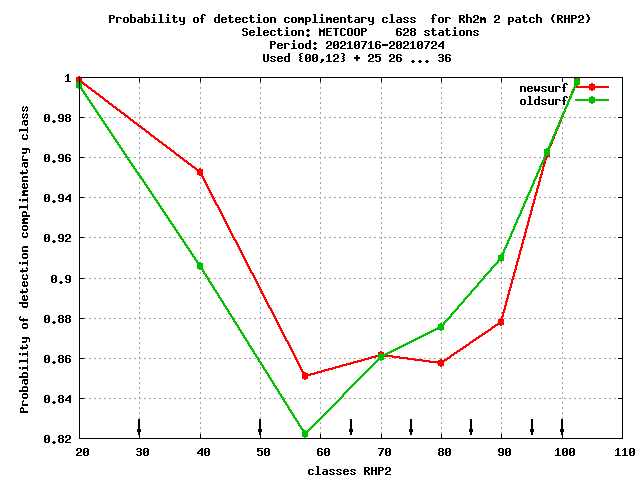 Probability of detection complimentary class  for Rh2m 2 patch (RHP2)
Selection: METCOOP    628 stations
Period: 20210716-20210724
Used {00,12} + 25 26 ... 36
newsurf
oldsurf
Probability of detection complimentary class
1
0.98
0.96
0.94
0.92
0.9
0.88
0.86
0.84
0.82
20 30 40 50 60 70 80 90 100 110
classes RHP2